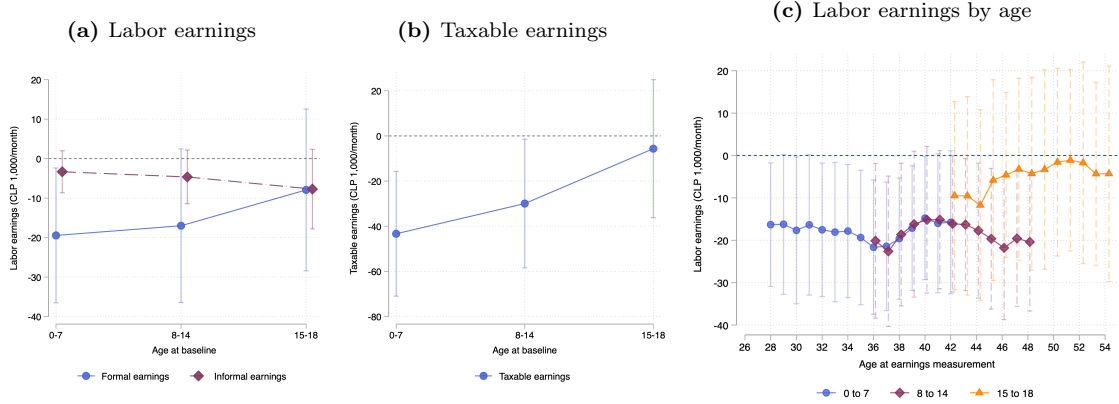 (a) Labor earnings
Labor earnings (CLP 1,000/month)
20
10
0
-10
-20
-30
-40
0-7 8-14 15-18
Age at baseline
Formal earnings Informal earnings
(b) Taxable earnings
Taxable earnings (CLP 1,000/month)
20
0
-20
-40
-60
-80
0-7 8-14 15-18
Age at baseline
Taxable earnings
(c) Labor earnings by age
Labor earnings (CLP 1,000/month)
20
10
0
-10
-20
-30
-40
26 28 30 32 34 36 38 40 42 44 46 48 50 52 54
Age at earnings measurement
0 to 7 8 to 14 15 to 18